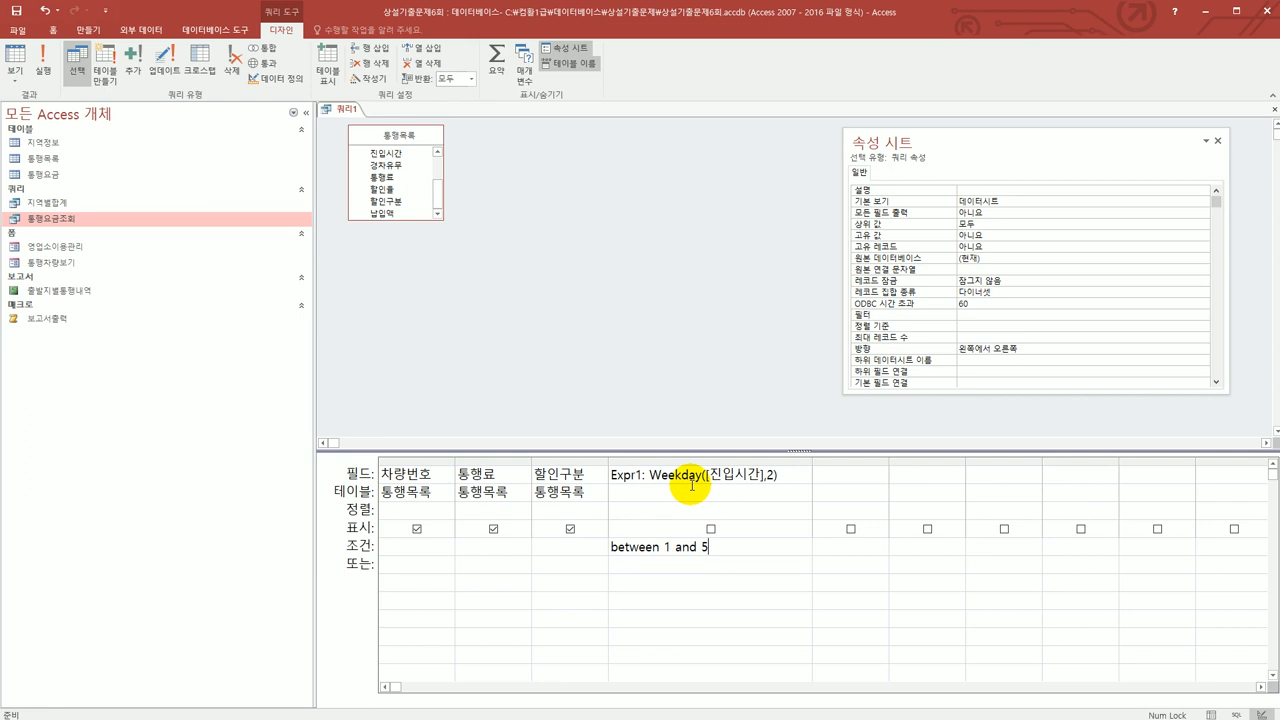 쿼리 도구
상설기출문제6회 : 데이터베이스- C:₩컴활1급₩데이터베이스₩상설기출문제₩상설기출문제6회.accdb (Access 2007 - 2016 파일 형식) - Access
파일 홈 만들기 외부 데이터 데이터베이스 도구 디자인 수행할 작업을 알려 주세요.
보기 실행 선택 테이블 만들기 추가 업데이트 크로스탭 삭제
통합
통과
데이터 정의
테이블 표시
행 삽입
행 삭제
작성기
열 삽입
열 삭제
반환: 모두
요약 매개 변수
속성 시트
테이블 이름
결과 쿼리 유형 쿼리 설정 표시/숨기기
모든 Access 개체
테이블
지역정보
통행목록
통행요금
쿼리
지역별합계
통행요금조회
폼
영업소이용관리
통행차량보기
보고서
출발지별통행내역
매크로
보고서출력
쿼리1
통행목록
진입시간
경차유무
통행료
할인율
할인구분
납입액
속성 시트
선택 유형: 쿼리 속성
일반
설명
기본 보기 데이터시트
모든 필드 출력 아니요
상위 값 모두
고유 값 아니요
고유 레코드 아니요
원본 데이터베이스 (현재)
원본 연결 문자열
레코드 잠금 잠그지 않음
레코드 집합 종류 다이너셋
ODBC 시간 초과 60
필터
정렬 기준
최대 레코드 수
방향 왼쪽에서 오른쪽
하위 데이터시트 이름
하위 필드 연결
기본 필드 연결
필드: 차량번호 통행료 할인구분 Expr1: Weekday([진입시간],2)
테이블: 통행목록 통행목록 통행목록
정렬:
표시:
조건: between 1 and 5
또는:
준비
Num Lock
SQL